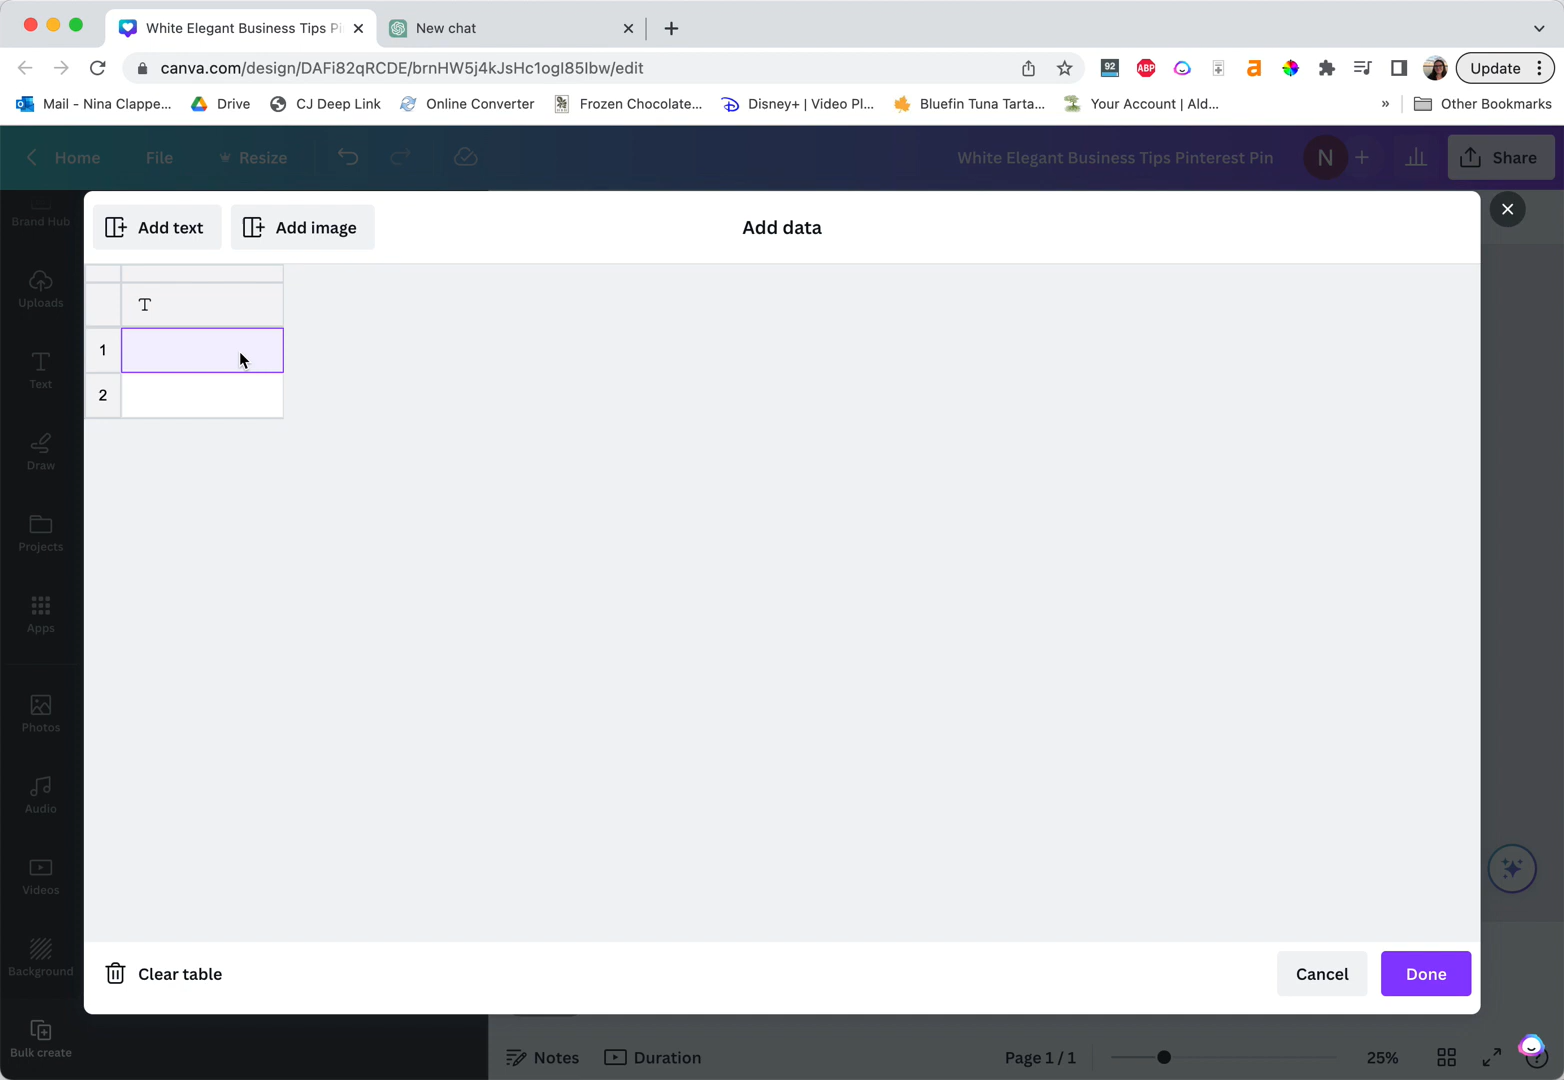 White Elegant Business Tips Pi
New chat
canva.com/design/DAFi82qRCDE/brnHW5j4kJsHc1ogI85Ibw/edit
92
ABP
a
Update
Mail - Nina Clappe...
Drive
CJ Deep Link
Online Converter
Frozen Chocolate...
Disney+ | Video Pl...
Bluefin Tuna Tarta...
Your Account | Ald...
»
Other Bookmarks
Home
File
Resize
White Elegant Business Tips Pinterest Pin
N
Share
Add text
Add image
Add data
T
1
2
Brand Hub
Uploads
Text
Draw
Projects
Apps
Photos
Audio
Videos
Background
Bulk create
Clear table
Cancel
Done
Notes
Duration
Page 1 / 1
25%